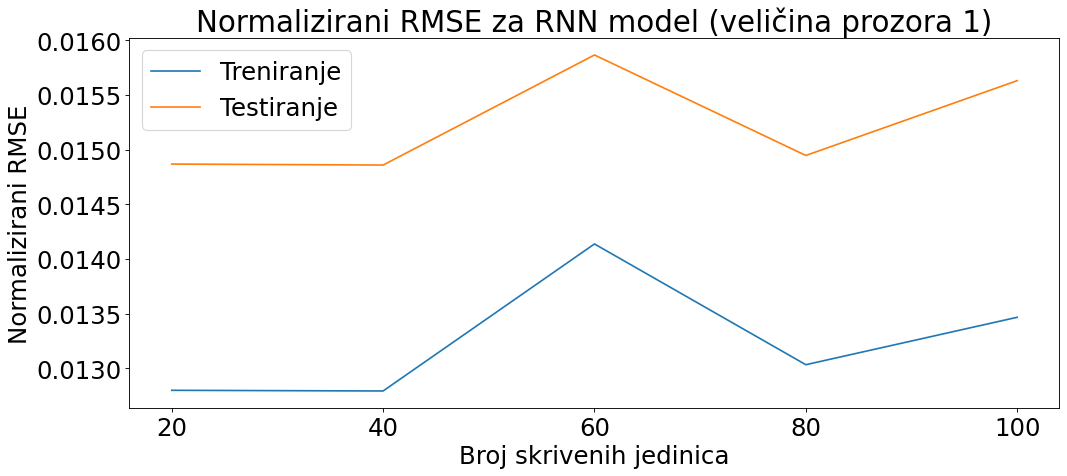 Normalizirani RMSE za RNN model (veličina prozora 1)
Treniranje
Testiranje
Normalizirani RMSE
0.0160
0.0155
0.0150
0.0145
0.0140
0.0135
0.0130
20 40 60 80 100
Broj skrivenih jedinica